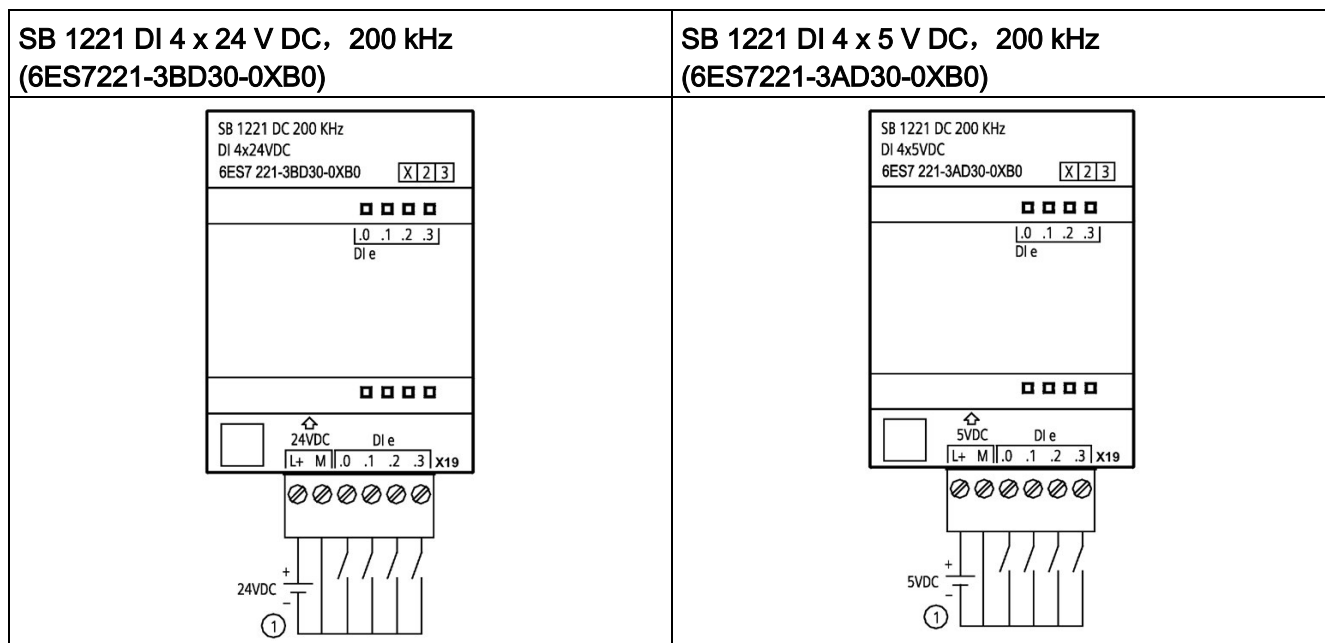 SB 1221 DI 4 x 24 V DC，200 kHz
(6ES7221-3BD30-0XB0)
SB 1221 DI 4 x 5 V DC，200 kHz
(6ES7221-3AD30-0XB0)
SB 1221 DC 200 KHz
DI 4x24VDC
6ES7 221-3BD30-0XB0 X 2 3
.0 .1 .2 .3
DI e
24VDC DI e
L+ M .0 .1 .2 .3 X19
+
24VDC
−
①
SB 1221 DC 200 KHz
DI 4x5VDC
6ES7 221-3AD30-0XB0 X 2 3
.0 .1 .2 .3
DI e
5VDC DI e
L+ M .0 .1 .2 .3 X19
+
5VDC
−
①